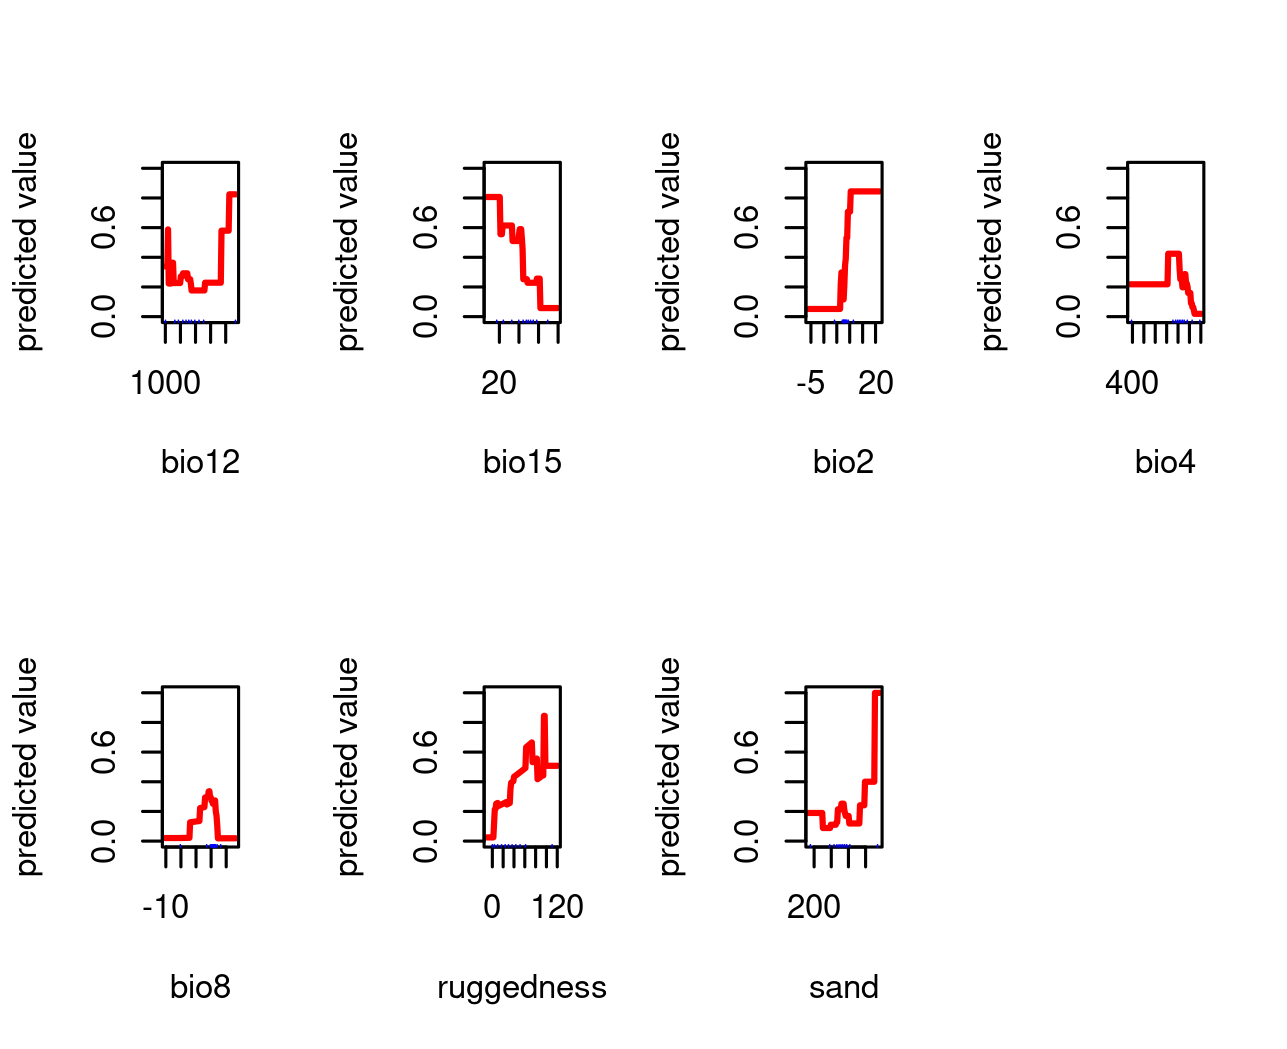 predicted value
0.0 0.6
1000
bio12
predicted value
0.0 0.6
20
bio15
predicted value
0.0 0.6
-5 20
bio2
predicted value
0.0 0.6
400
bio4
predicted value
0.0 0.6
-10
bio8
predicted value
0.0 0.6
0 120
ruggedness
predicted value
0.0 0.6
200
sand